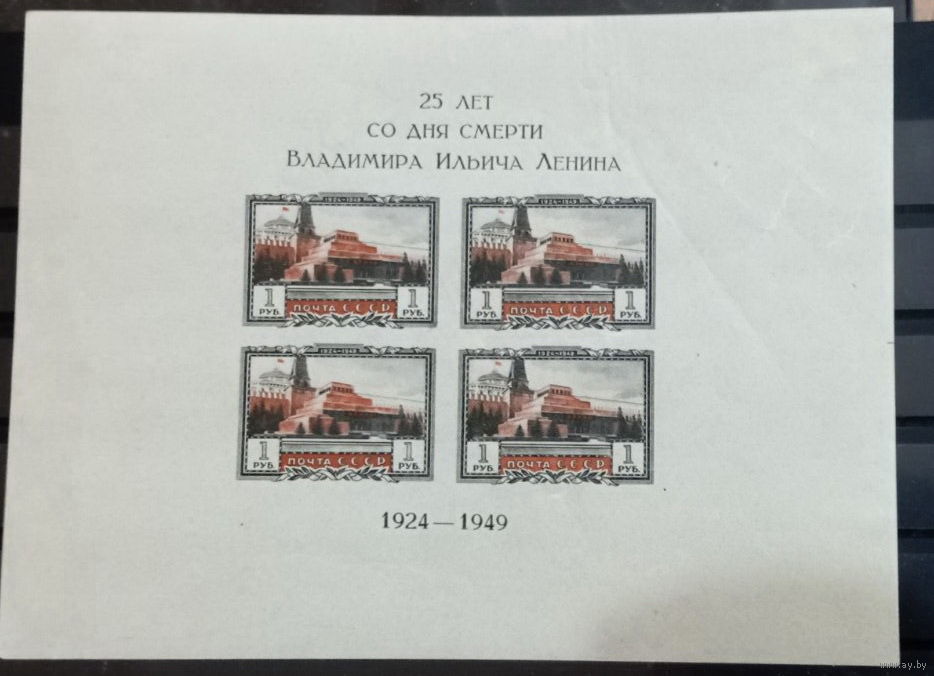 25 ЛЕТ
СО ДНЯ СМЕРТИ
ВЛАДИМИРА ИЛЬИЧА ЛЕНИНА
1924-1949
1924-1949
1 РУБ. ПОЧТА СССР 1 РУБ.
1 РУБ. ПОЧТА СССР 1 РУБ.
1924-1949
1924-1949
1 РУБ. ПОЧТА СССР 1 РУБ.
1 РУБ. ПОЧТА СССР 1 РУБ.
1924—1949